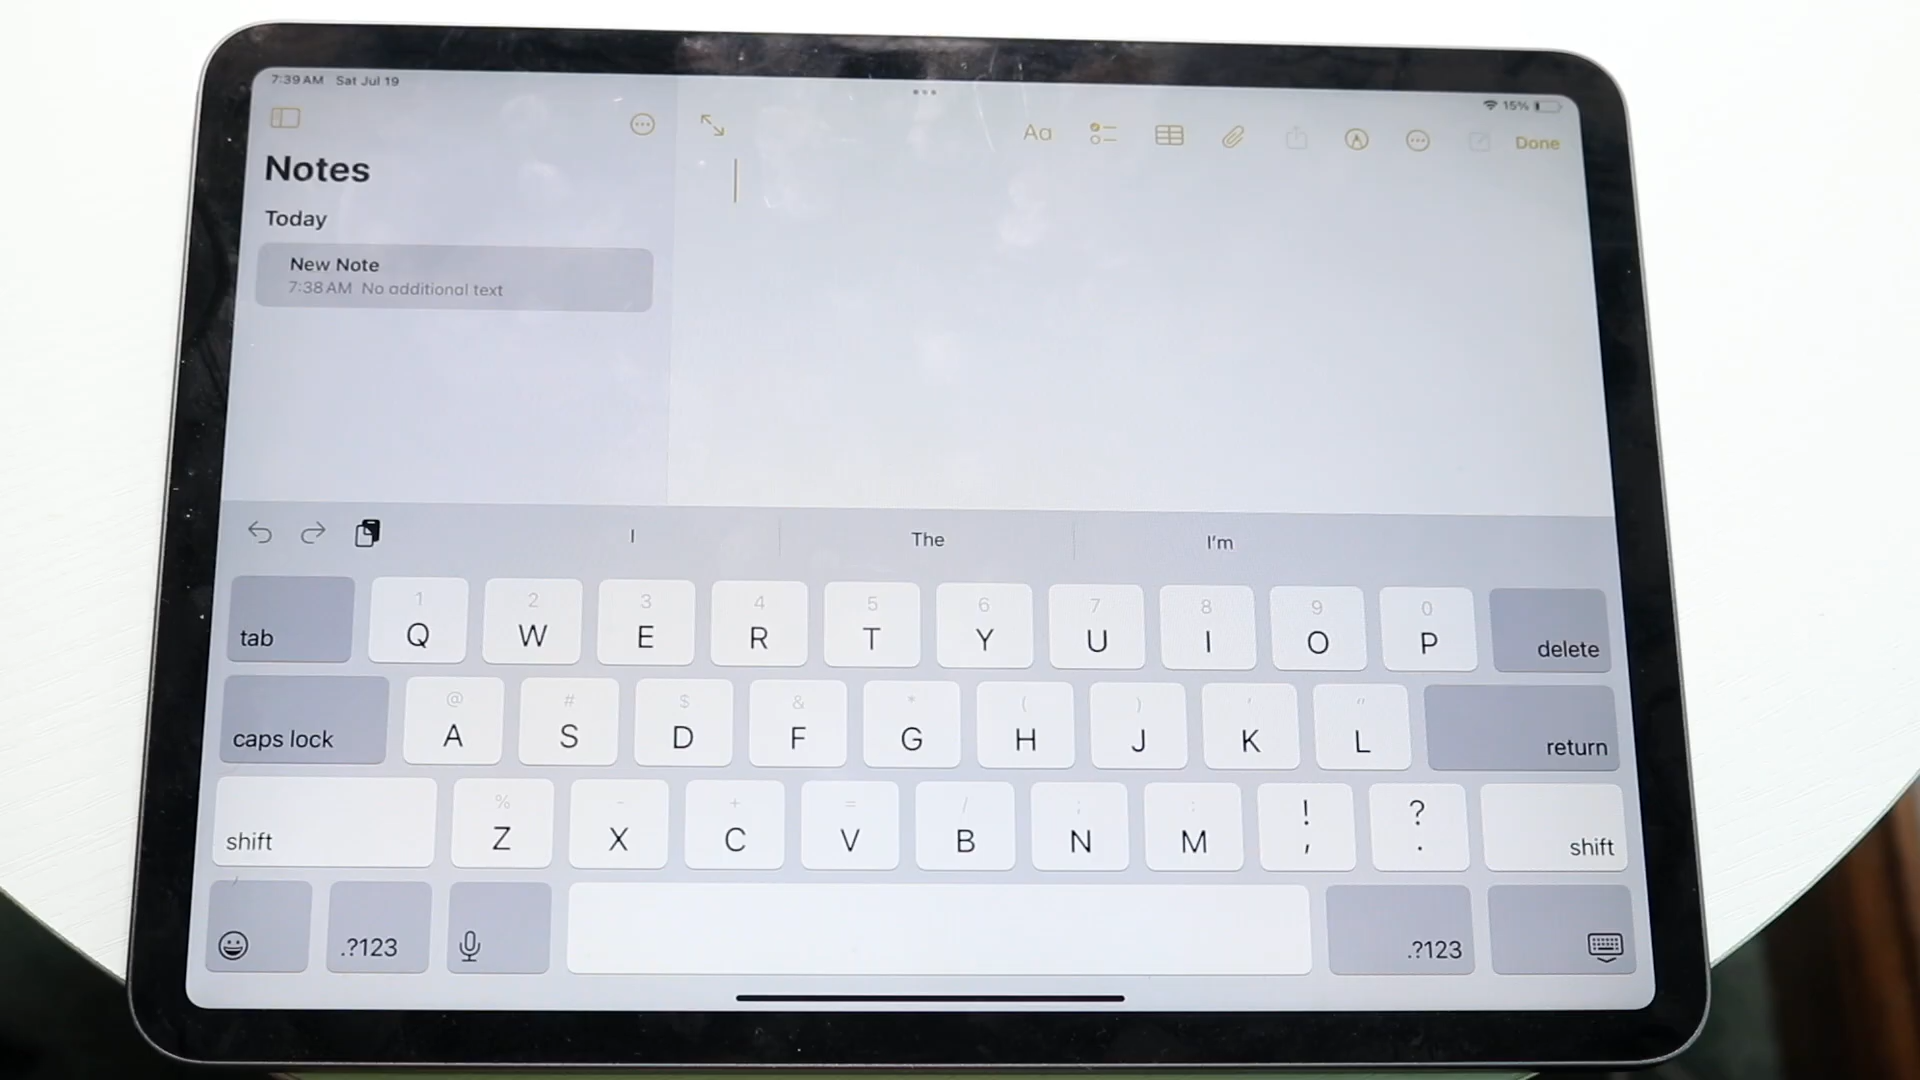 7:39 AM Sat Jul 19
15%
Aa
Done
Notes
Today
New Note
7:38 AM No additional text
I The I'm
1 2 3 4 5 6 7 8 9 0
tab Q W E R T Y U I O P delete
@ # $ & * ( ) ' "
caps lock A S D F G H J K L return
% - + = / ; : ! ?
shift Z X C V B N M , . shift
.?123 .?123